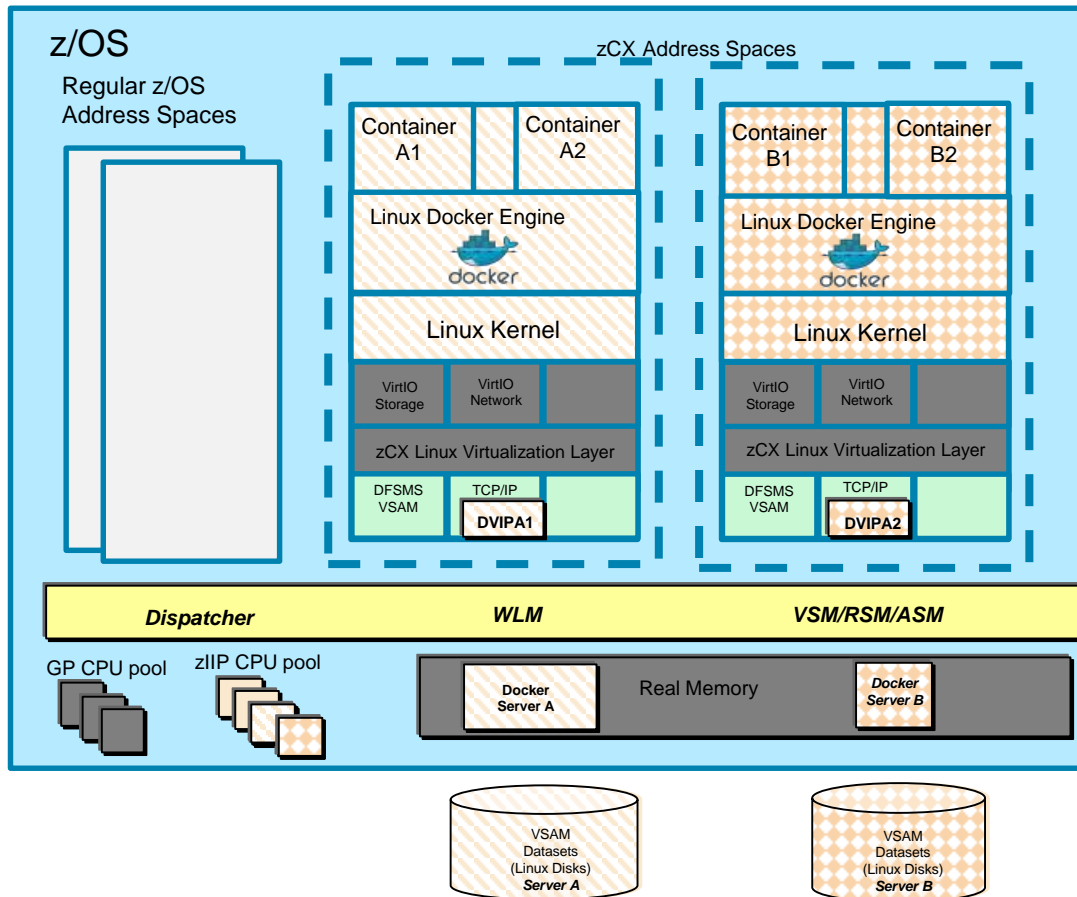 z/OS
zCX Address Spaces
Regular z/OS
Address Spaces
Container
A1
Container
A2
Linux Docker Engine
docker
Linux Kernel
VirtIO
Storage
VirtIO
Network
zCX Linux Virtualization Layer
DFSMS
VSAM
TCP/IP
DVIPA1
Container
B1
Container
B2
Linux Docker Engine
docker
Linux Kernel
VirtIO
Storage
VirtIO
Network
zCX Linux Virtualization Layer
DFSMS
VSAM
TCP/IP
DVIPA2
Dispatcher
WLM
VSM/RSM/ASM
GP CPU pool
zIIP CPU pool
Docker
Server A
Real Memory
Docker
Server B
VSAM
Datasets
(Linux Disks)
Server A
VSAM
Datasets
(Linux Disks)
Server B